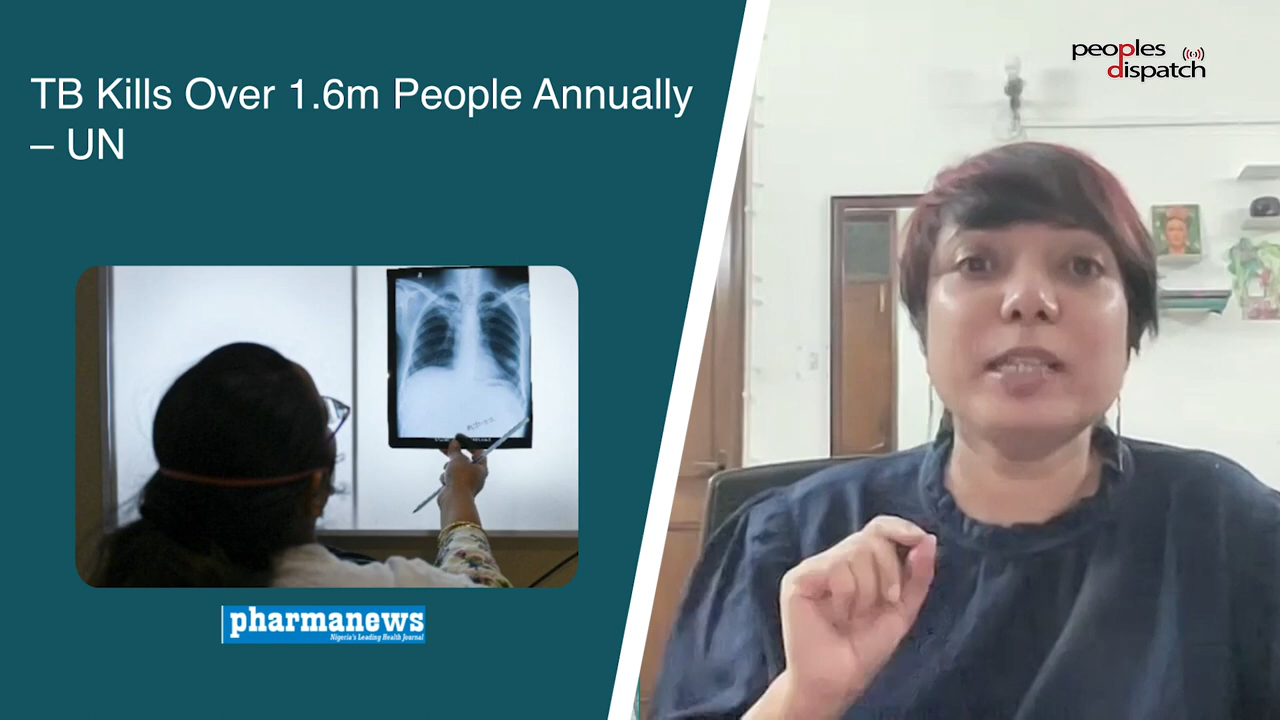 TB Kills Over 1.6m People Annually
– UN
peoples
dispatch
pharmanews
Nigeria's Leading Health Journal